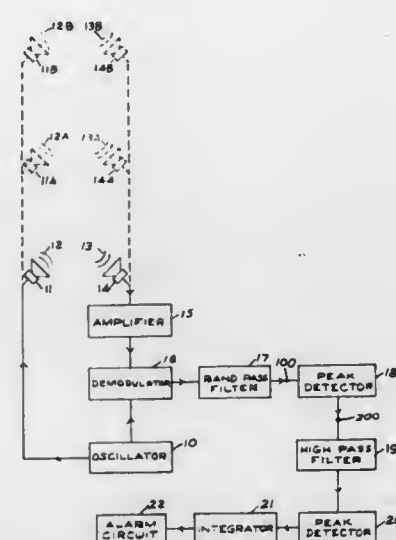 12B 13B
11B 14B
12A 13A
11A 14A
12 13
11 14
AMPLIFIER 15
16 17 100 18
DEMODULATOR BAND PASS FILTER PEAK DETECTOR
200
10 19
OSCILLATOR HIGH PASS FILTER
22 21 20
ALARM CIRCUIT INTEGRATOR PEAK DETECTOR